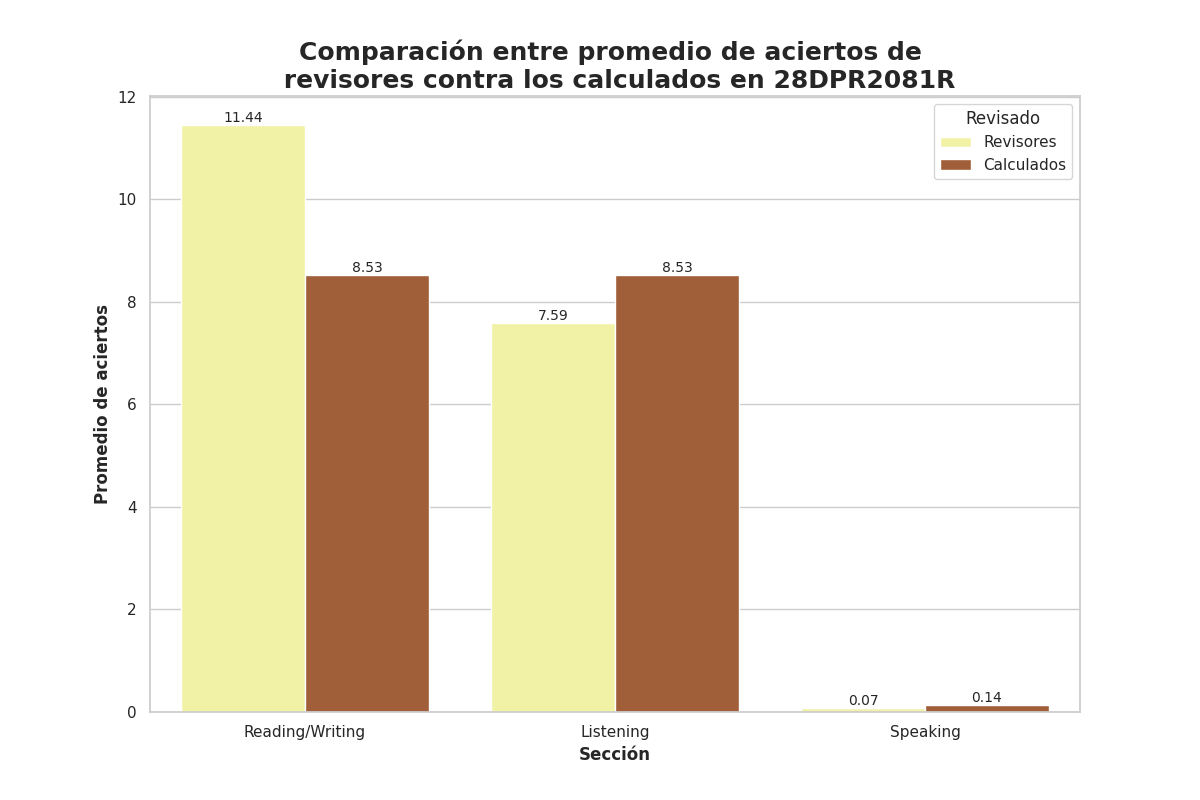 Comparación entre promedio de aciertos de
revisores contra los calculados en 28DPR2081R
Revisado
Revisores
Calculados
Promedio de aciertos
12
10
8
6
4
2
0
11.44
8.53
7.59
8.53
0.07
0.14
Reading/Writing
Listening
Speaking
Sección